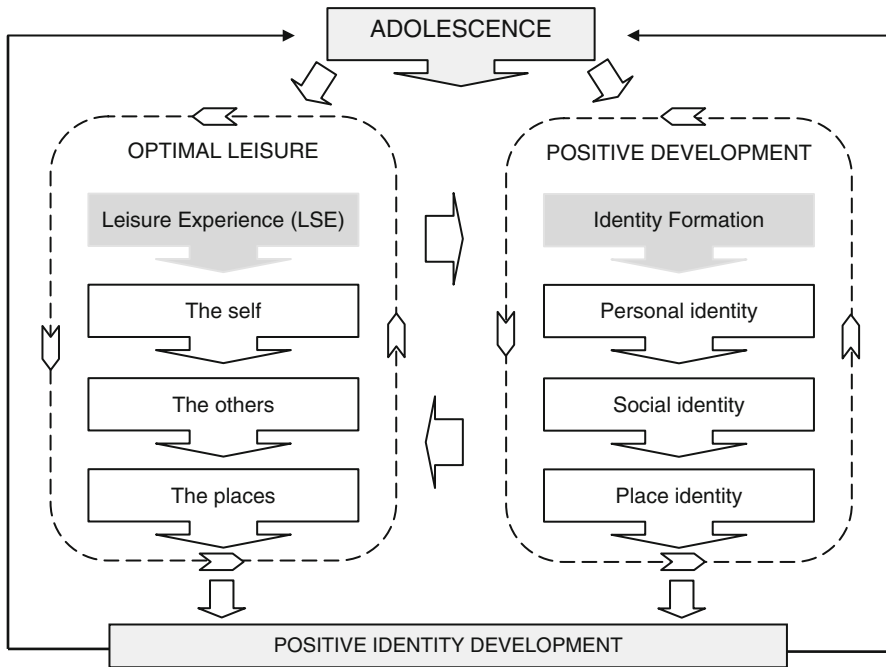 ADOLESCENCE
OPTIMAL LEISURE
Leisure Experience (LSE)
The self
The others
The places
POSITIVE DEVELOPMENT
Identity Formation
Personal identity
Social identity
Place identity
POSITIVE IDENTITY DEVELOPMENT